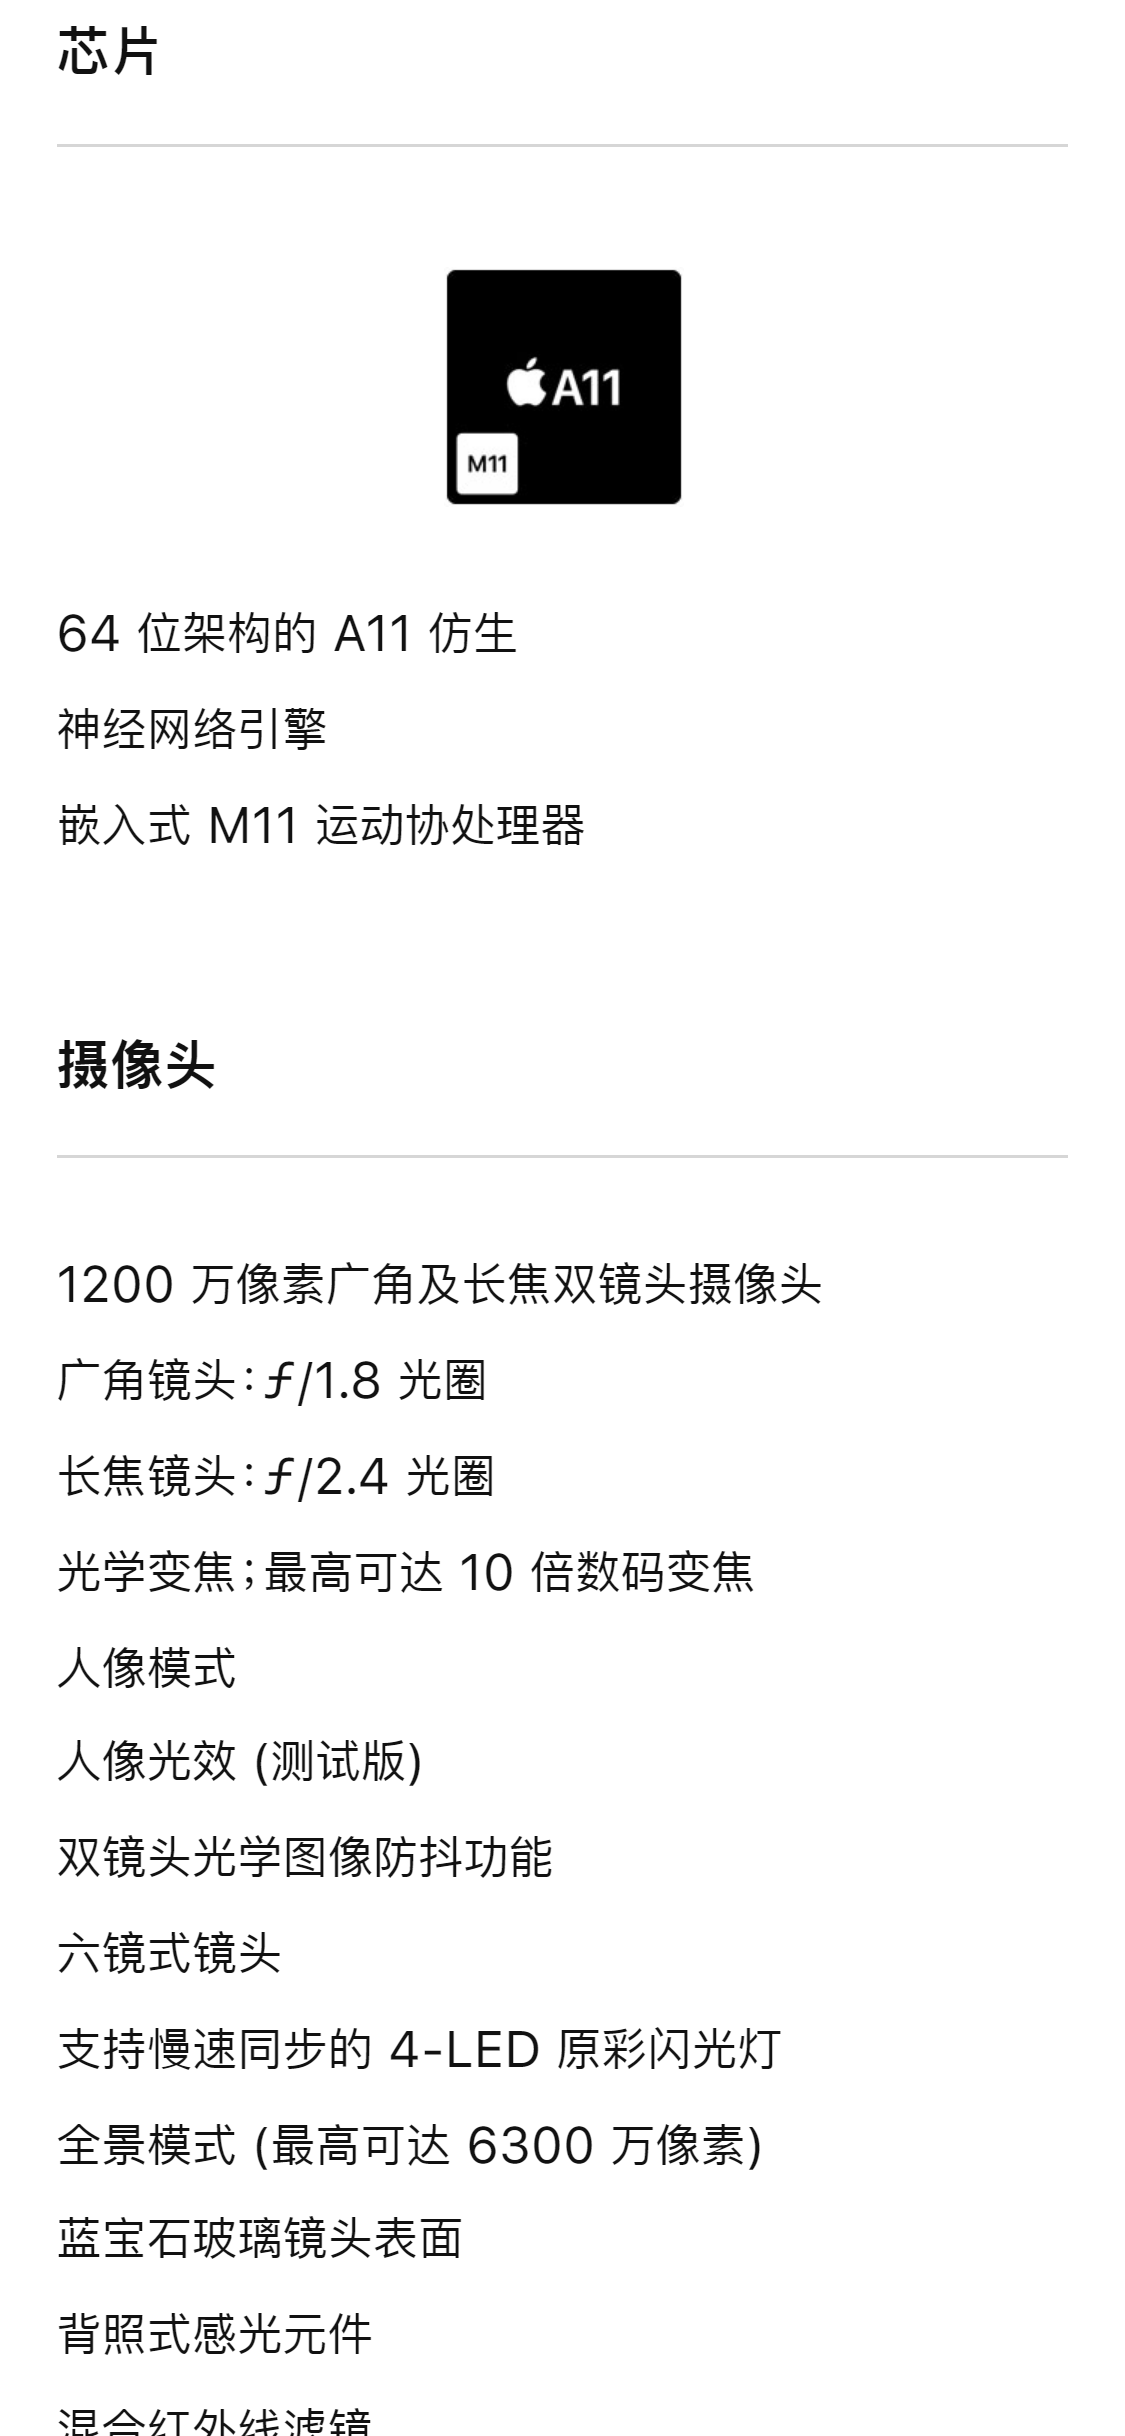 芯片
A11
M11
64 位架构的 A11 仿生
神经网络引擎
嵌入式 M11 运动协处理器
摄像头
1200 万像素广角及长焦双镜头摄像头
广角镜头：ƒ/1.8 光圈
长焦镜头：ƒ/2.4 光圈
光学变焦；最高可达 10 倍数码变焦
人像模式
人像光效 (测试版)
双镜头光学图像防抖功能
六镜式镜头
支持慢速同步的 4-LED 原彩闪光灯
全景模式 (最高可达 6300 万像素)
蓝宝石玻璃镜头表面
背照式感光元件
混合红外线滤镜